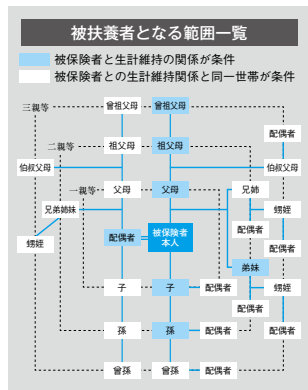 被扶養者となる範囲一覧
被保険者と生計維持の関係が条件
被保険者との生計維持関係と同一世帯が条件
三親等 曾祖父母 曾祖父母
配偶者
二親等 祖父母 祖父母
伯叔父母 伯叔父母
一親等 父母 父母 兄姉
兄弟姉妹 甥姪
配偶者
配偶者 被保険者
本人
甥姪 配偶者
弟妹
子 子 配偶者 甥姪
配偶者
孫 孫 配偶者 配偶者
曾孫 曾孫 配偶者